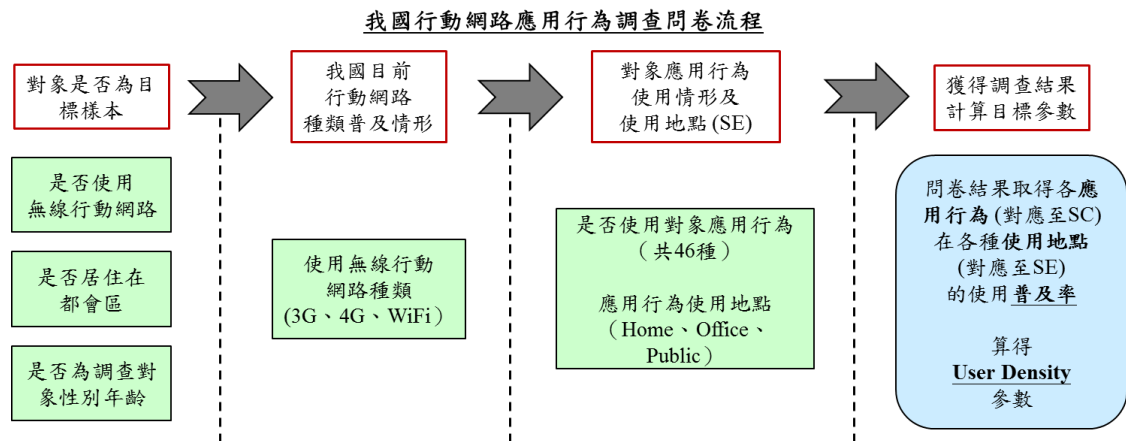 我國行動網路應用行為調查問卷流程
對象是否為目
標樣本
我國目前
行動網路
種類普及情形
對象應用行為
使用情形及
使用地點(SE)
獲得調查結果
計算目標參數
是否使用
無線行動網路
是否居住在
都會區
是否為調查對
象性別年齡
使用無線行動
網路種類
(3G、4G、WiFi)
是否使用對象應用行為
(共46種)
應用行為使用地點
(Home、Office、
Public)
問卷結果取得各應
用行為(對應至SC)
在各種使用地點
(對應至SE)
的使用普及率
算得
User Density
參數